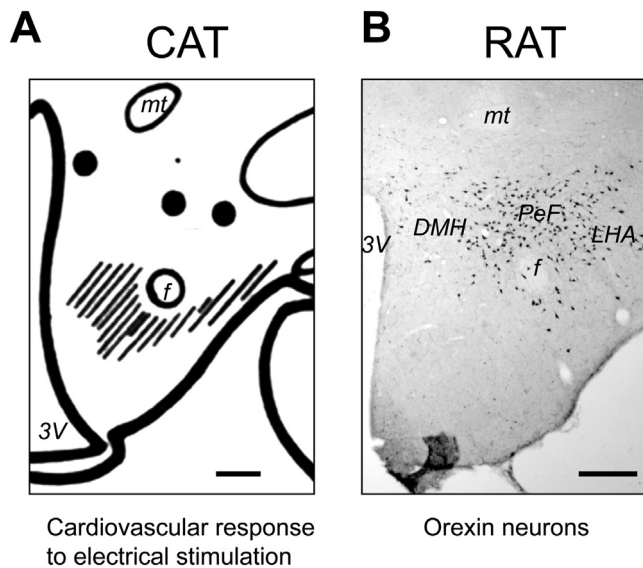 A
CAT
B
RAT
mt
f
3V
mt
DMH
PeF
LHA
3V
f
Cardiovascular response
to electrical stimulation
Orexin neurons